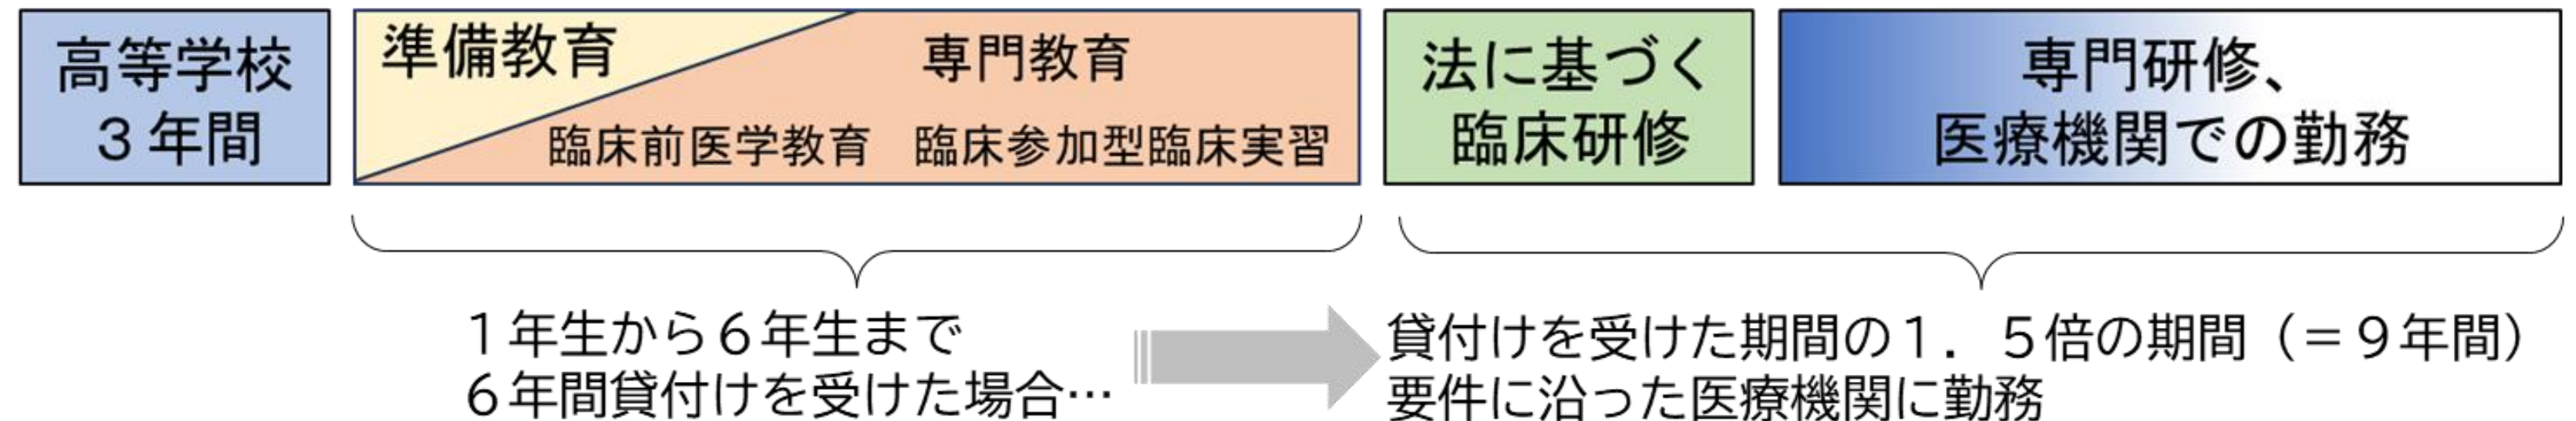 高等学校
３年間
準備教育
専門教育
臨床前医学教育　臨床参加型臨床実習
法に基づく
臨床研修
専門研修、
医療機関での勤務
１年生から６年生まで
６年間貸付けを受けた場合…
貸付けを受けた期間の１．５倍の期間（＝９年間）
要件に沿った医療機関に勤務